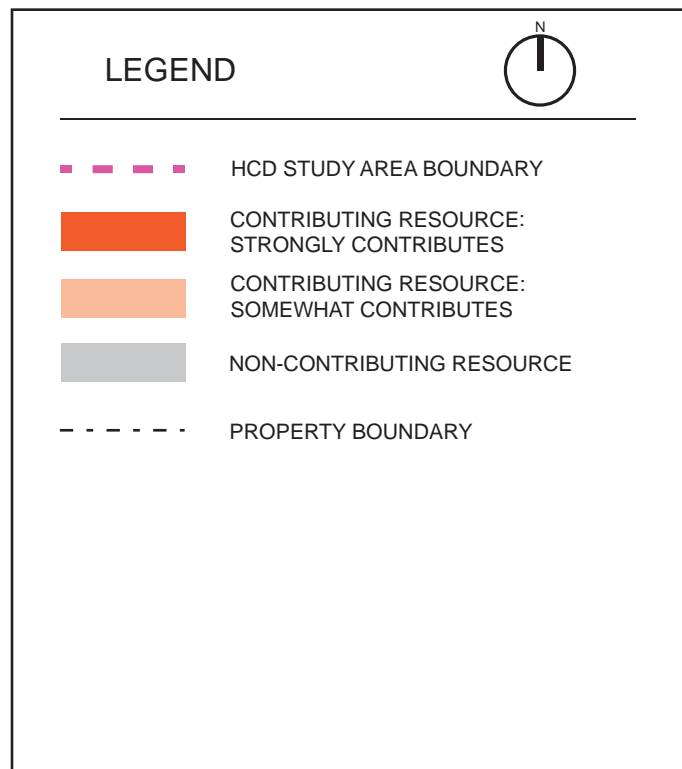 N
LEGEND
HCD STUDY AREA BOUNDARY
CONTRIBUTING RESOURCE:
STRONGLY CONTRIBUTES
CONTRIBUTING RESOURCE:
SOMEWHAT CONTRIBUTES
NON-CONTRIBUTING RESOURCE
PROPERTY BOUNDARY